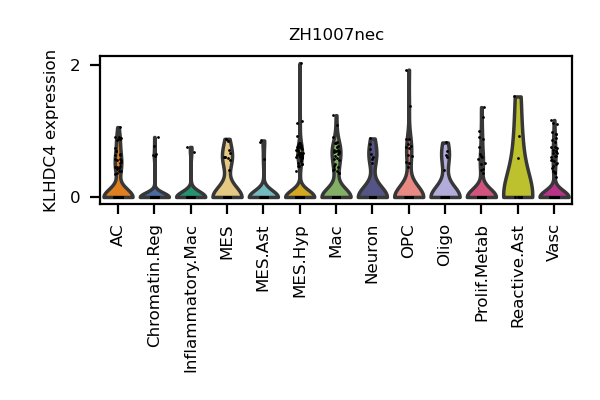 ZH1007nec
KLHDC4 expression
2
0
AC
Chromatin.Reg
Inflammatory.Mac
MES
MES.Ast
MES.Hyp
Mac
Neuron
OPC
Oligo
Prolif.Metab
Reactive.Ast
Vasc